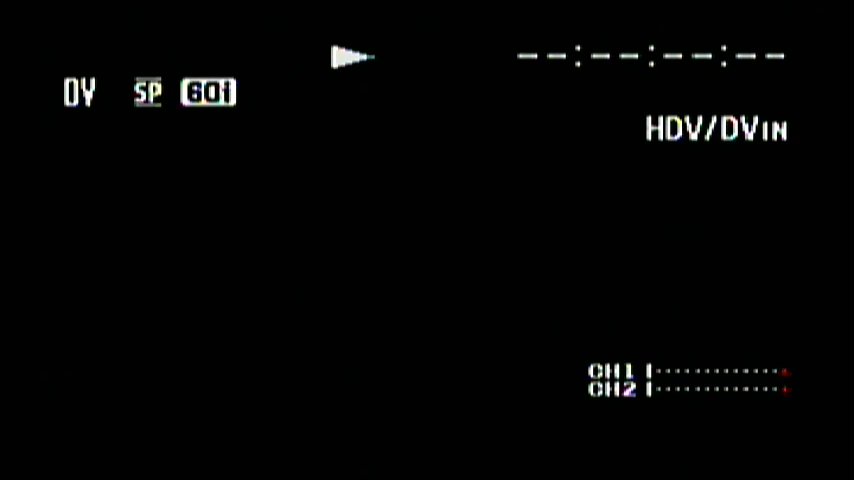 --:--:--:--
DV SP 60i
HDV/DVIN
CH1
CH2